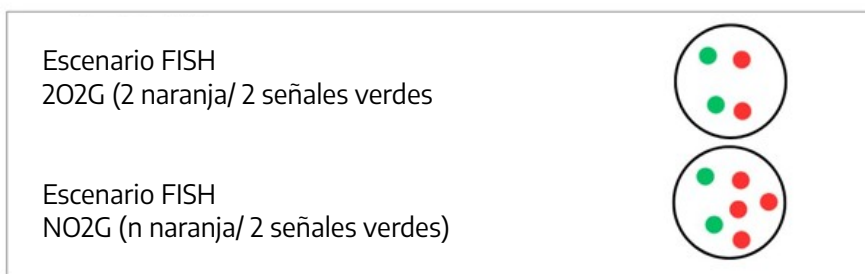 Escenario FISH
2O2G (2 naranja/ 2 señales verdes
Escenario FISH
NO2G (n naranja/ 2 señales verdes)